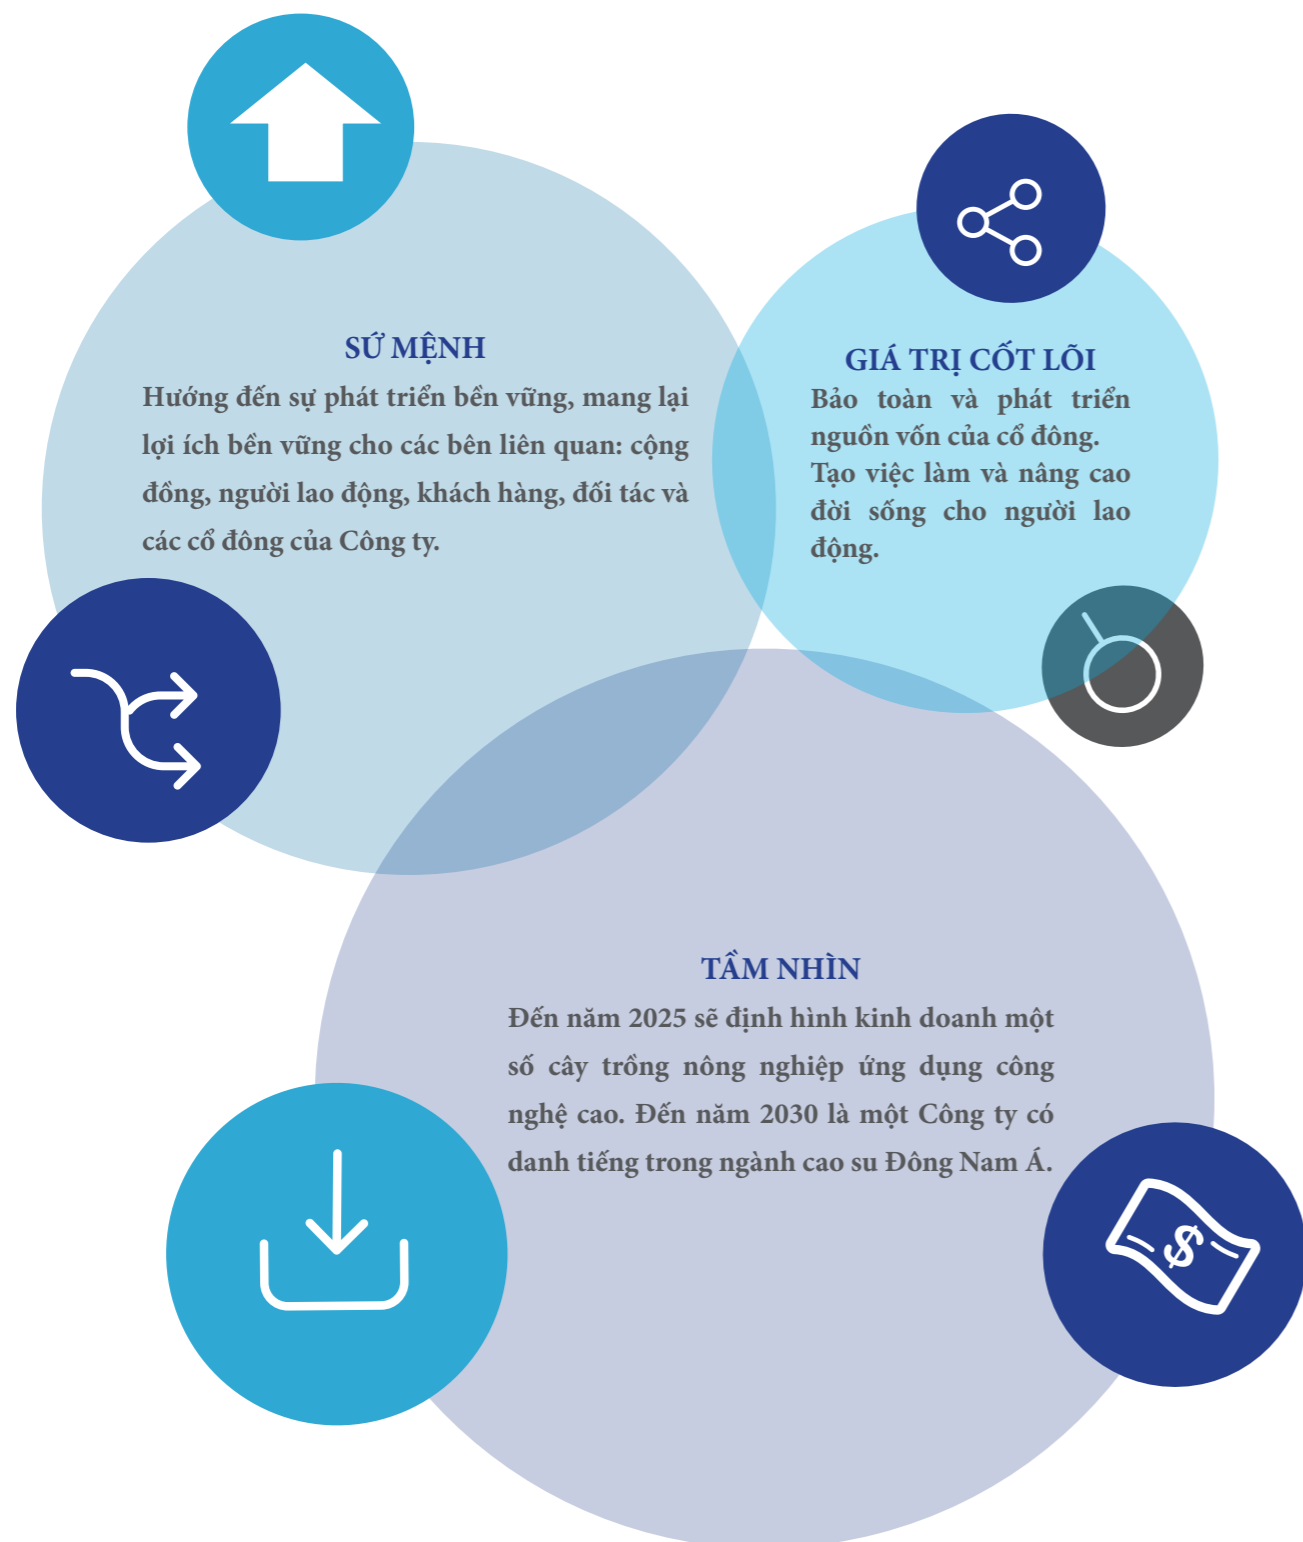 SỨ MỆNH
Hướng đến sự phát triển bền vững, mang lại
lợi ích bền vững cho các bên liên quan: cộng
đồng, người lao động, khách hàng, đối tác và
các cổ đông của Công ty.
GIÁ TRỊ CỐT LÕI
Bảo toàn và phát triển
nguồn vốn của cổ đông.
Tạo việc làm và nâng cao
đời sống cho người lao
động.
TẦM NHÌN
Đến năm 2025 sẽ định hình kinh doanh một
số cây trồng nông nghiệp ứng dụng công
nghệ cao. Đến năm 2030 là một Công ty có
danh tiếng trong ngành cao su Đông Nam Á.
$